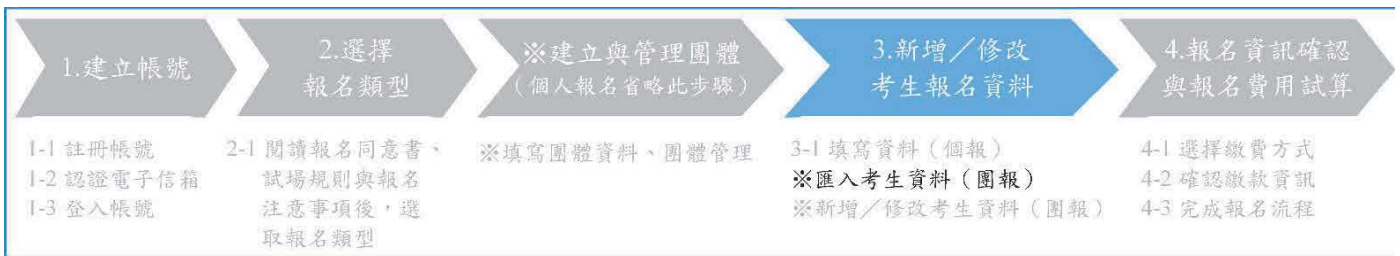 1.建立帳號
2.選擇
報名類型
※建立與管理團體
（個人報名省略此步驟）
3.新增／修改
考生報名資料
4.報名資訊確認
與報名費用試算
1-1 註冊帳號
1-2 認證電子信箱
1-3 登入帳號
2-1 閱讀報名同意書、
試場規則與報名
注意事項後，選
取報名類型
※填寫團體資料、團體管理
3-1 填寫資料（個報）
※匯入考生資料（團報）
※新增／修改考生資料（團報）
4-1 選擇繳費方式
4-2 確認繳款資訊
4-3 完成報名流程